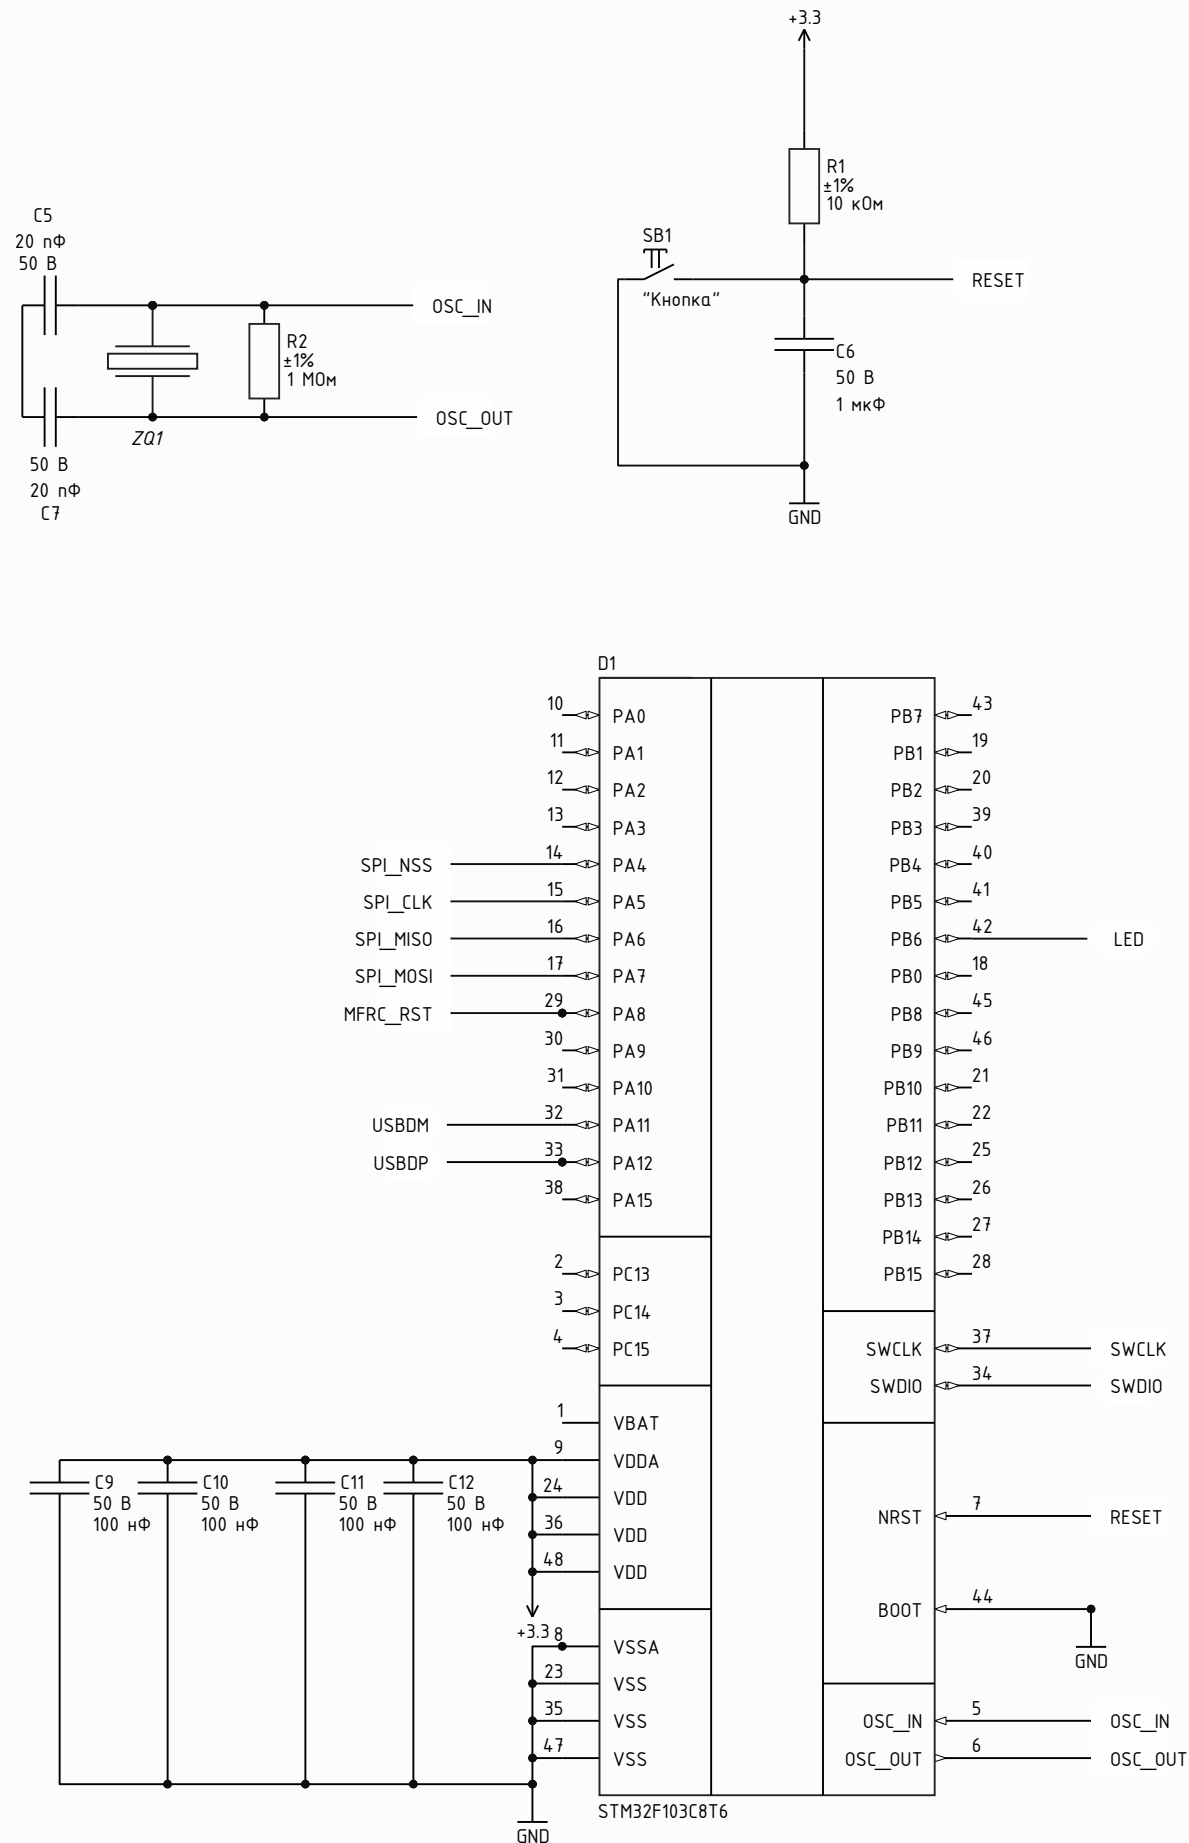 +3.3
R1
±1%
10 кОм
SB1
"Кнопка"
RESET
C6
50 В
1 мкФ
GND
C5
20 пФ
50 В
OSC_IN
R2
±1%
1 МОм
OSC_OUT
ZQ1
50 В
20 пФ
C7
D1
10 PA0
11 PA1
12 PA2
13 PA3
SPI_NSS 14 PA4
SPI_CLK 15 PA5
SPI_MISO 16 PA6
SPI_MOSI 17 PA7
MFRC_RST 29 PA8
30 PA9
31 PA10
USBDM 32 PA11
USBDP 33 PA12
38 PA15
2 PC13
3 PC14
4 PC15
1 VBAT
9 VDDA
24 VDD
36 VDD
48 VDD
+3.3
8 VSSA
23 VSS
35 VSS
47 VSS
GND
C9
50 В
100 нФ
C10
50 В
100 нФ
C11
50 В
100 нФ
C12
50 В
100 нФ
PB7 43
PB1 19
PB2 20
PB3 39
PB4 40
PB5 41
PB6 42 LED
PB0 18
PB8 45
PB9 46
PB10 21
PB11 22
PB12 25
PB13 26
PB14 27
PB15 28
SWCLK 37 SWCLK
SWDIO 34 SWDIO
NRST 7 RESET
BOOT 44
GND
OSC_IN 5 OSC_IN
OSC_OUT 6 OSC_OUT
STM32F103C8T6